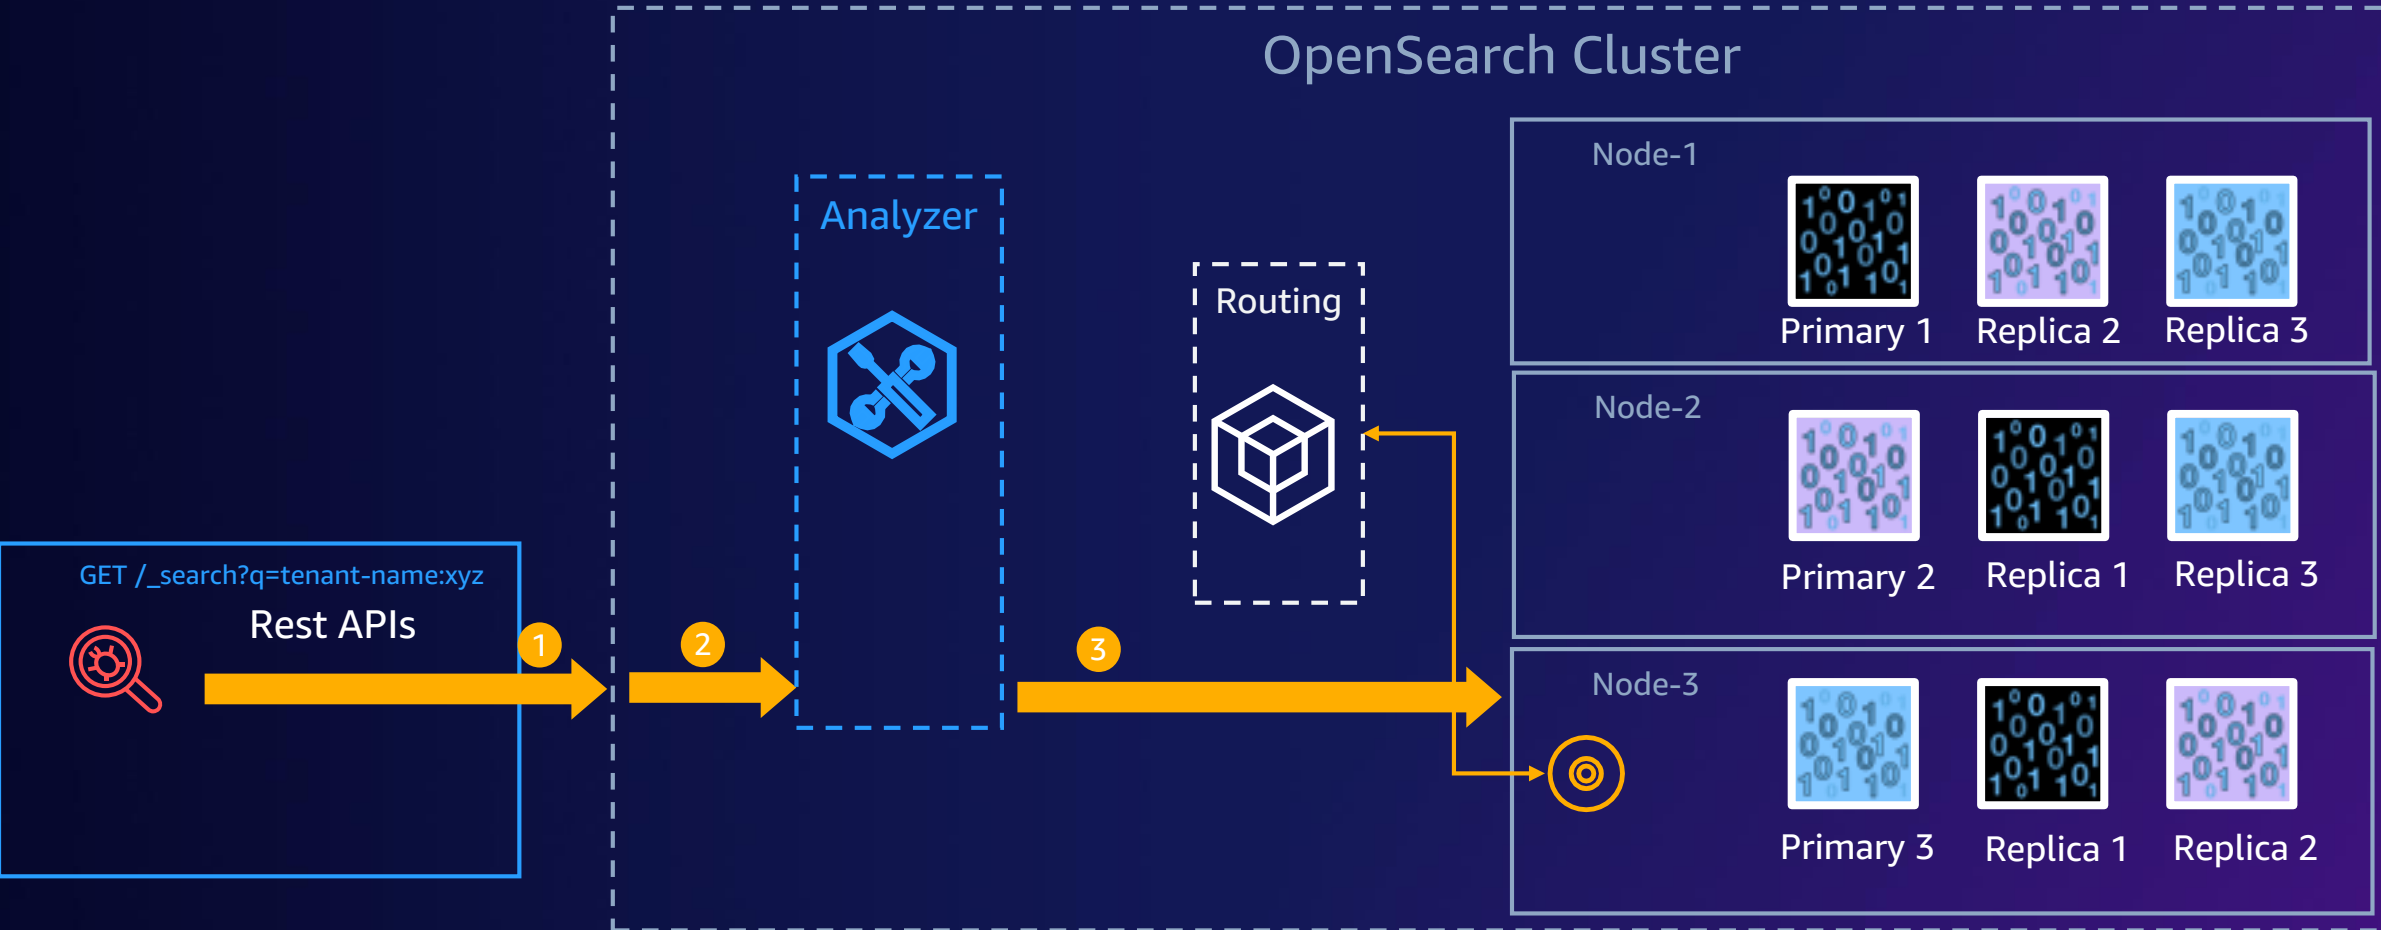 OpenSearch Cluster
Node-1
Analyzer
Routing
Primary 1
Replica 2
Replica 3
Node-2
GET /_search?q=tenant-name:xyz
Primary 2
Replica 1
Replica 3
Rest APIs
1
2
3
Node-3
Primary 3
Replica 1
Replica 2